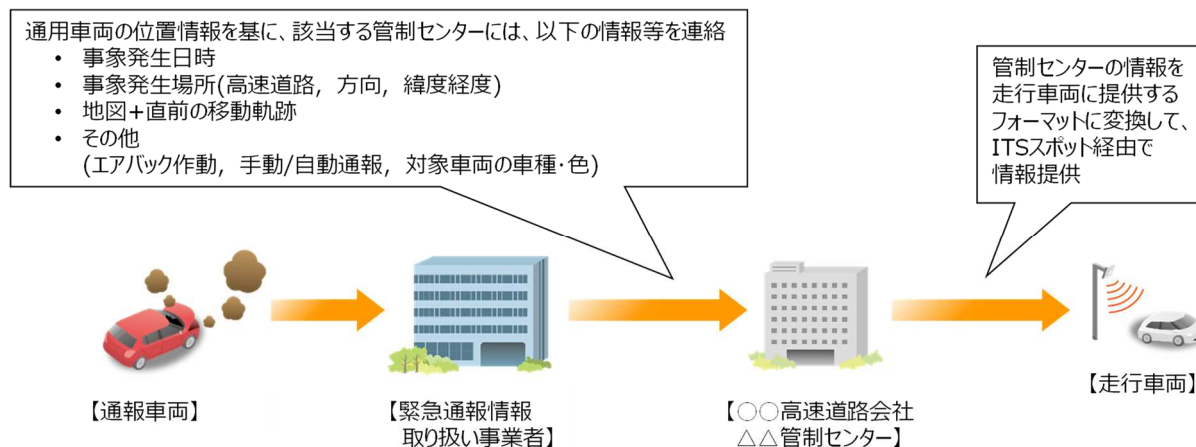 通用車両の位置情報を基に、該当する管制センターには、以下の情報等を連絡
• 事象発生日時
• 事象発生場所(高速道路，方向，緯度経度)
• 地図+直前の移動軌跡
• その他
(エアバック作動，手動/自動通報，対象車両の車種・色)
管制センターの情報を
走行車両に提供する
フォーマットに変換して、
ITSスポット経由で
情報提供
【通報車両】
【緊急通報情報
取り扱い事業者】
【○○高速道路会社
△△管制センター】
【走行車両】